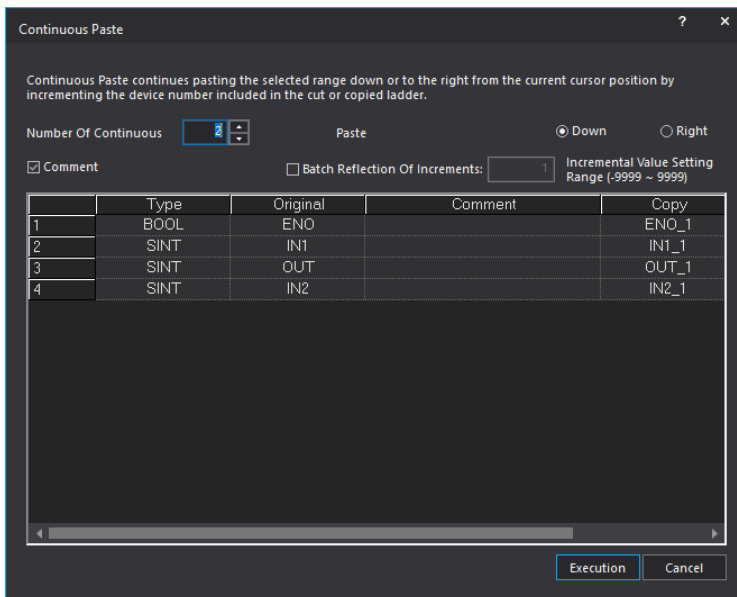 Continuous Paste ? ×
Continuous Paste continues pasting the selected range down or to the right from the current cursor position by
incrementing the device number included in the cut or copied ladder.
Number Of Continuous 2 Paste Down Right
Comment Batch Reflection Of Increments: 1 Incremental Value Setting
Range (-9999 ~ 9999)
Type Original Comment Copy
1 BOOL ENO ENO_1
2 SINT IN1 IN1_1
3 SINT OUT OUT_1
4 SINT IN2 IN2_1
Execution Cancel